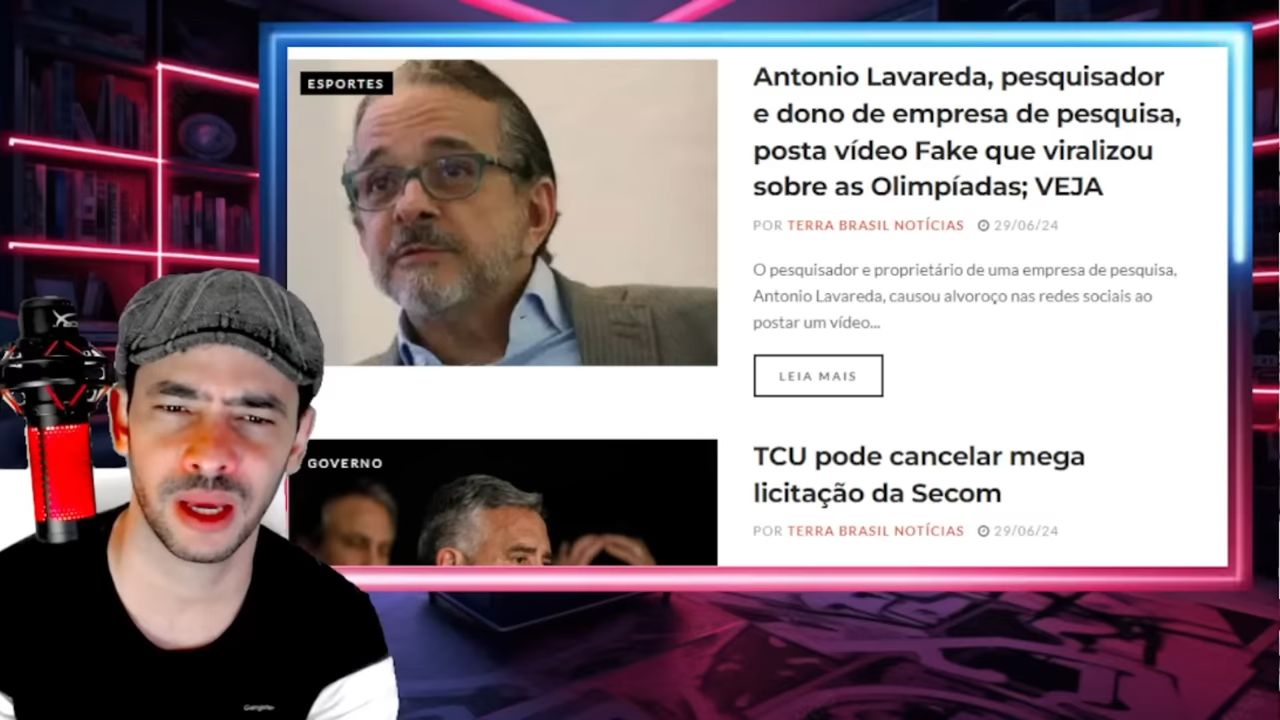 ESPORTES
Antonio Lavareda, pesquisador
e dono de empresa de pesquisa,
posta vídeo Fake que viralizou
sobre as Olimpíadas; VEJA
POR TERRA BRASIL NOTÍCIAS 29/06/24
O pesquisador e proprietário de uma empresa de pesquisa,
Antonio Lavareda, causou alvoroço nas redes sociais ao
postar um vídeo...
LEIA MAIS
GOVERNO
TCU pode cancelar mega
licitação da Secom
POR TERRA BRASIL NOTÍCIAS 29/06/24